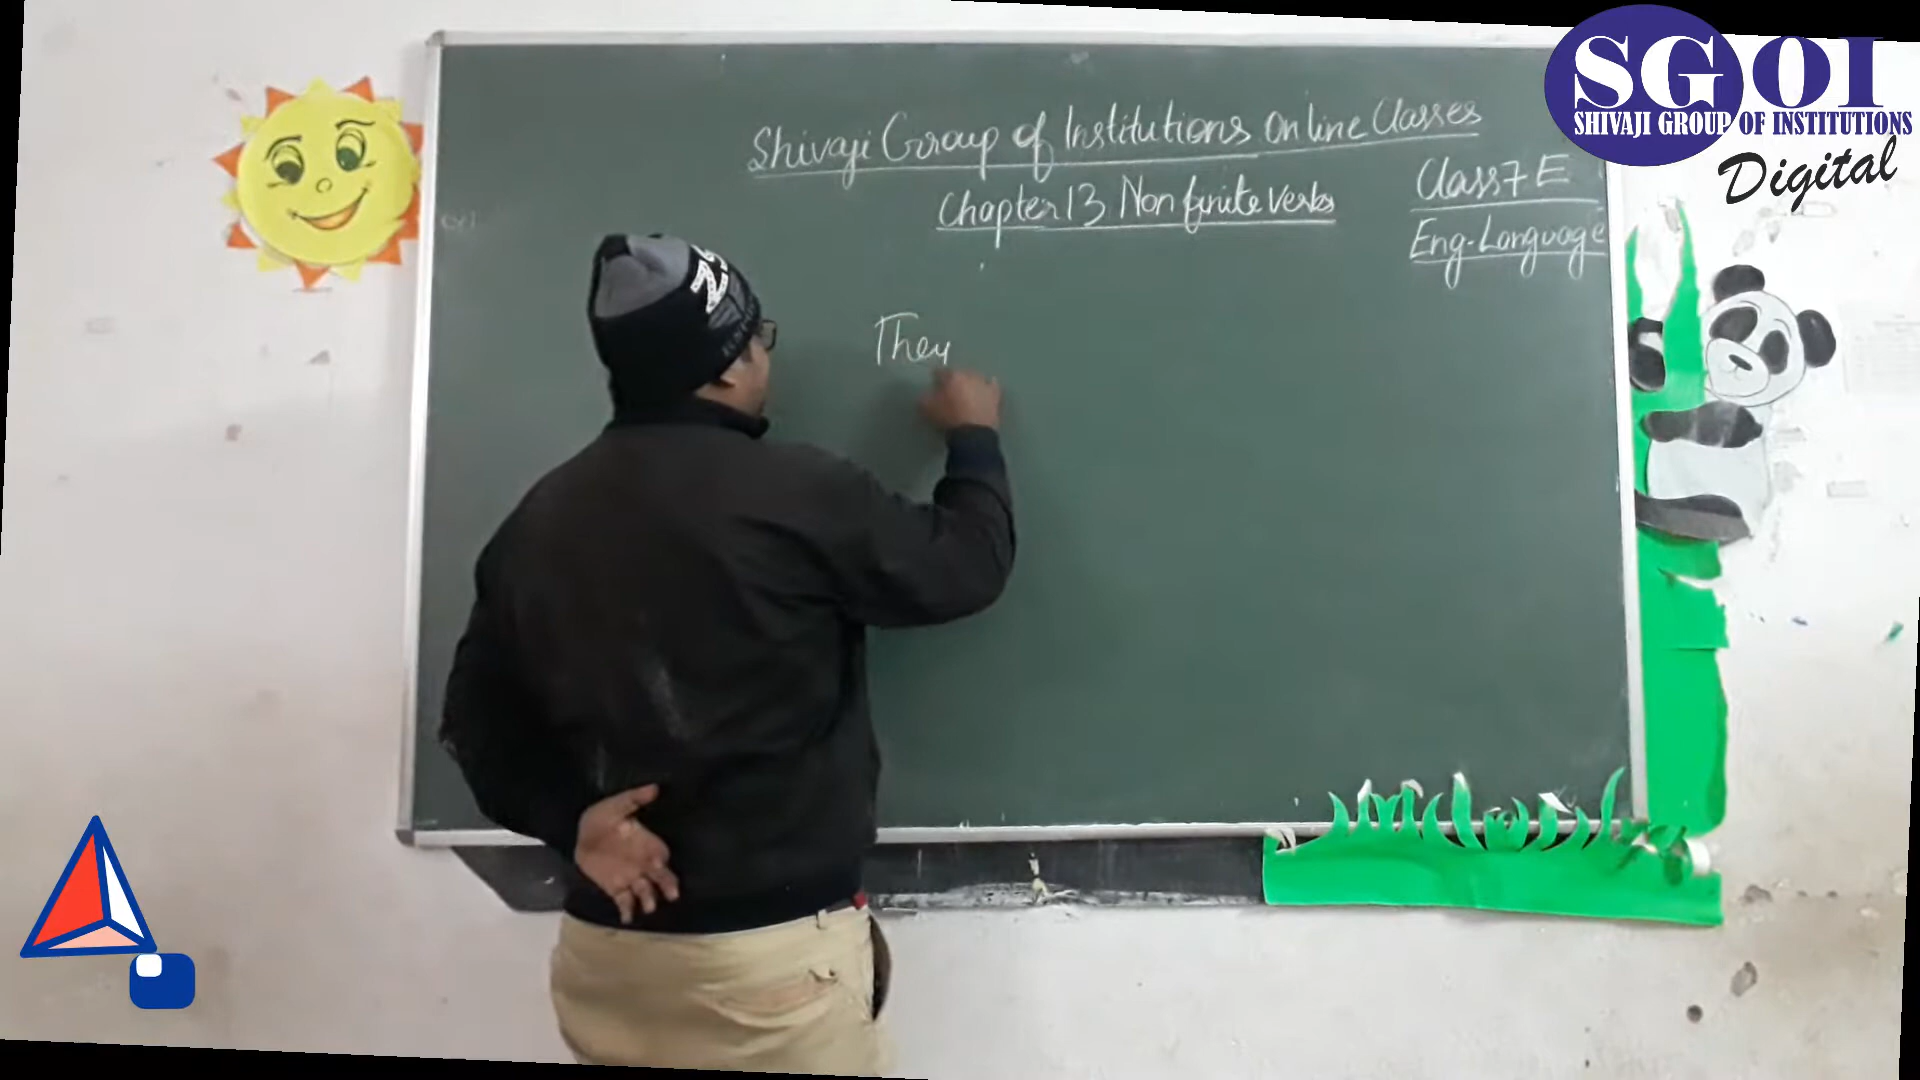 SGOI
SHIVAJI GROUP OF INSTITUTIONS
Digital
Shivaji Group of Institutions Online Classes
Class 7 E
Chapter 13 Non finite Verbs
Eng. Language
They